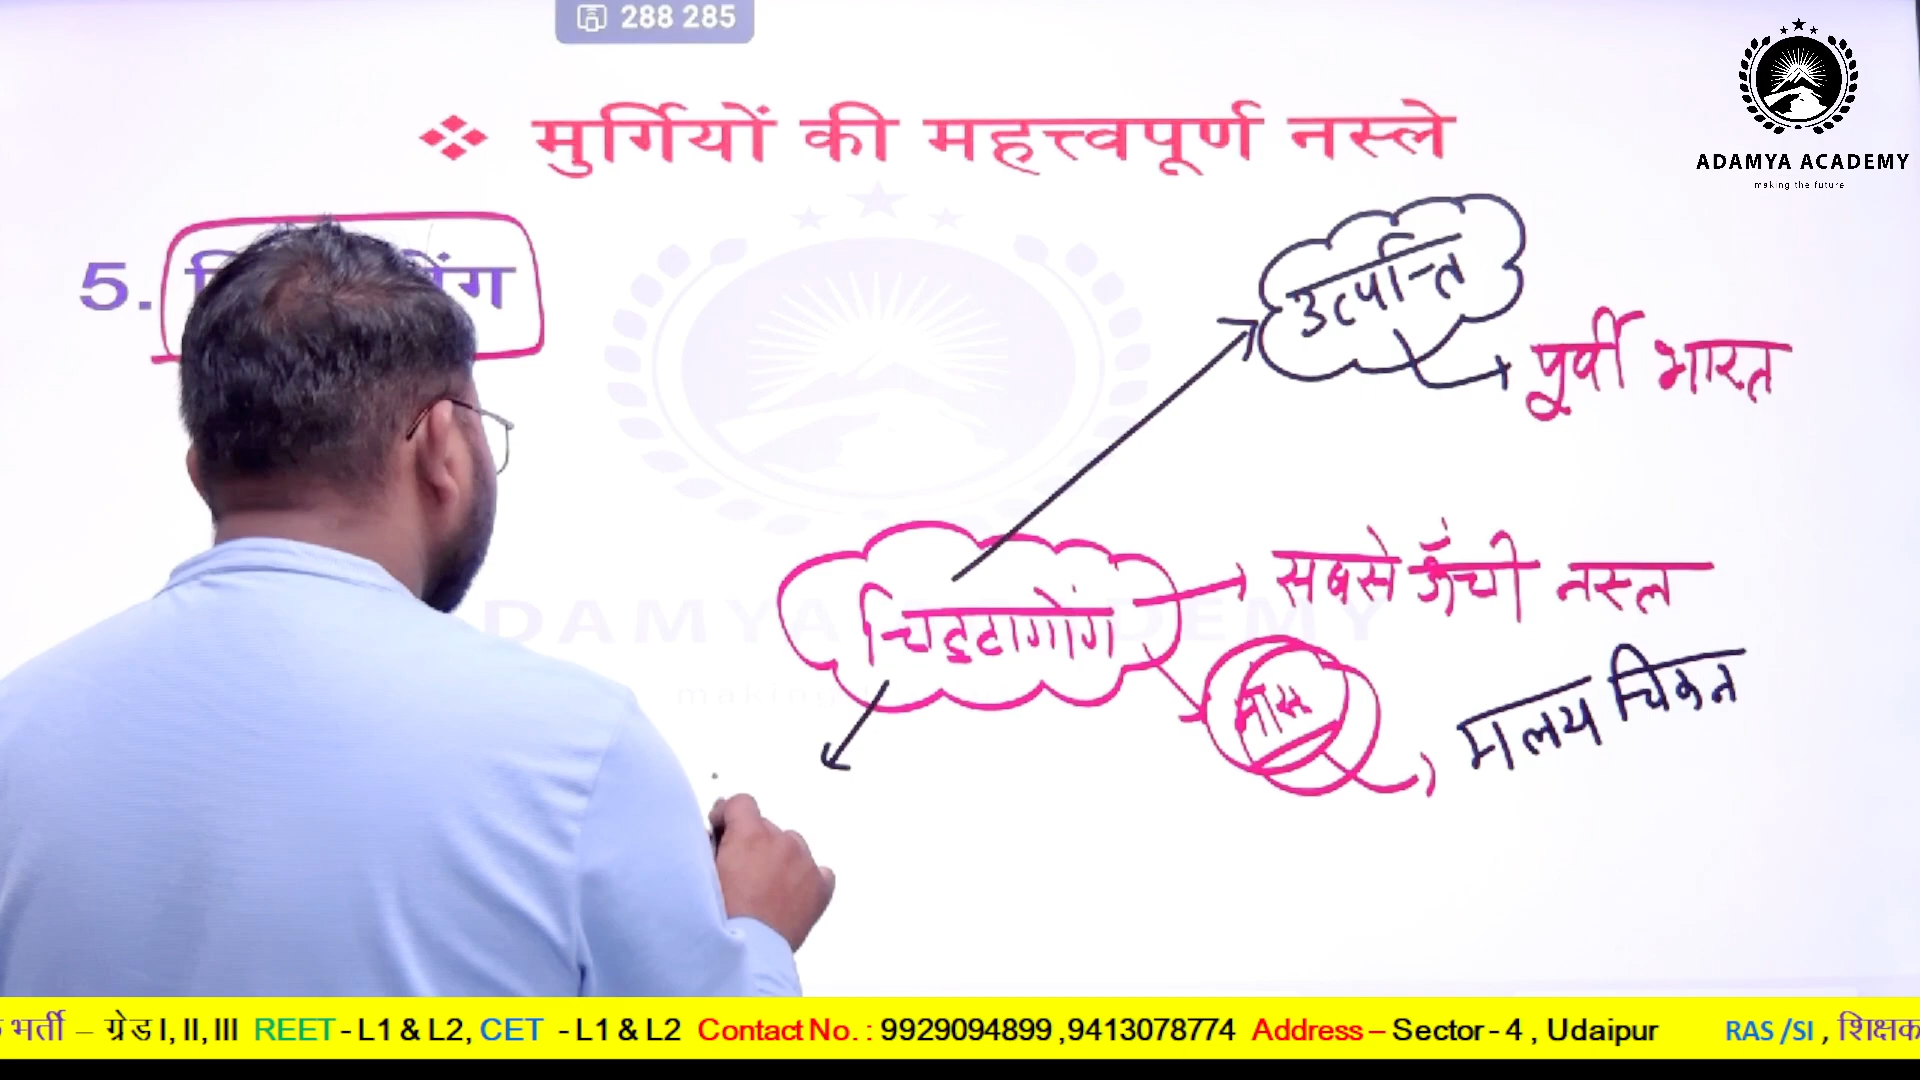 288 285
ADAMYA ACADEMY
making the future
❖ मुर्गियों की महत्त्वपूर्ण नस्ले
5.
उत्पत्ति
पूर्वी भारत
चिट्टागोंग
सबसे ऊँची नस्ल
मांस
मलय चिकन
DAMYA ACADEMY
भर्ती – ग्रेड I, II, III REET - L1 & L2, CET - L1 & L2 Contact No. : 9929094899 ,9413078774 Address – Sector - 4 , Udaipur RAS /SI , शिक्षक